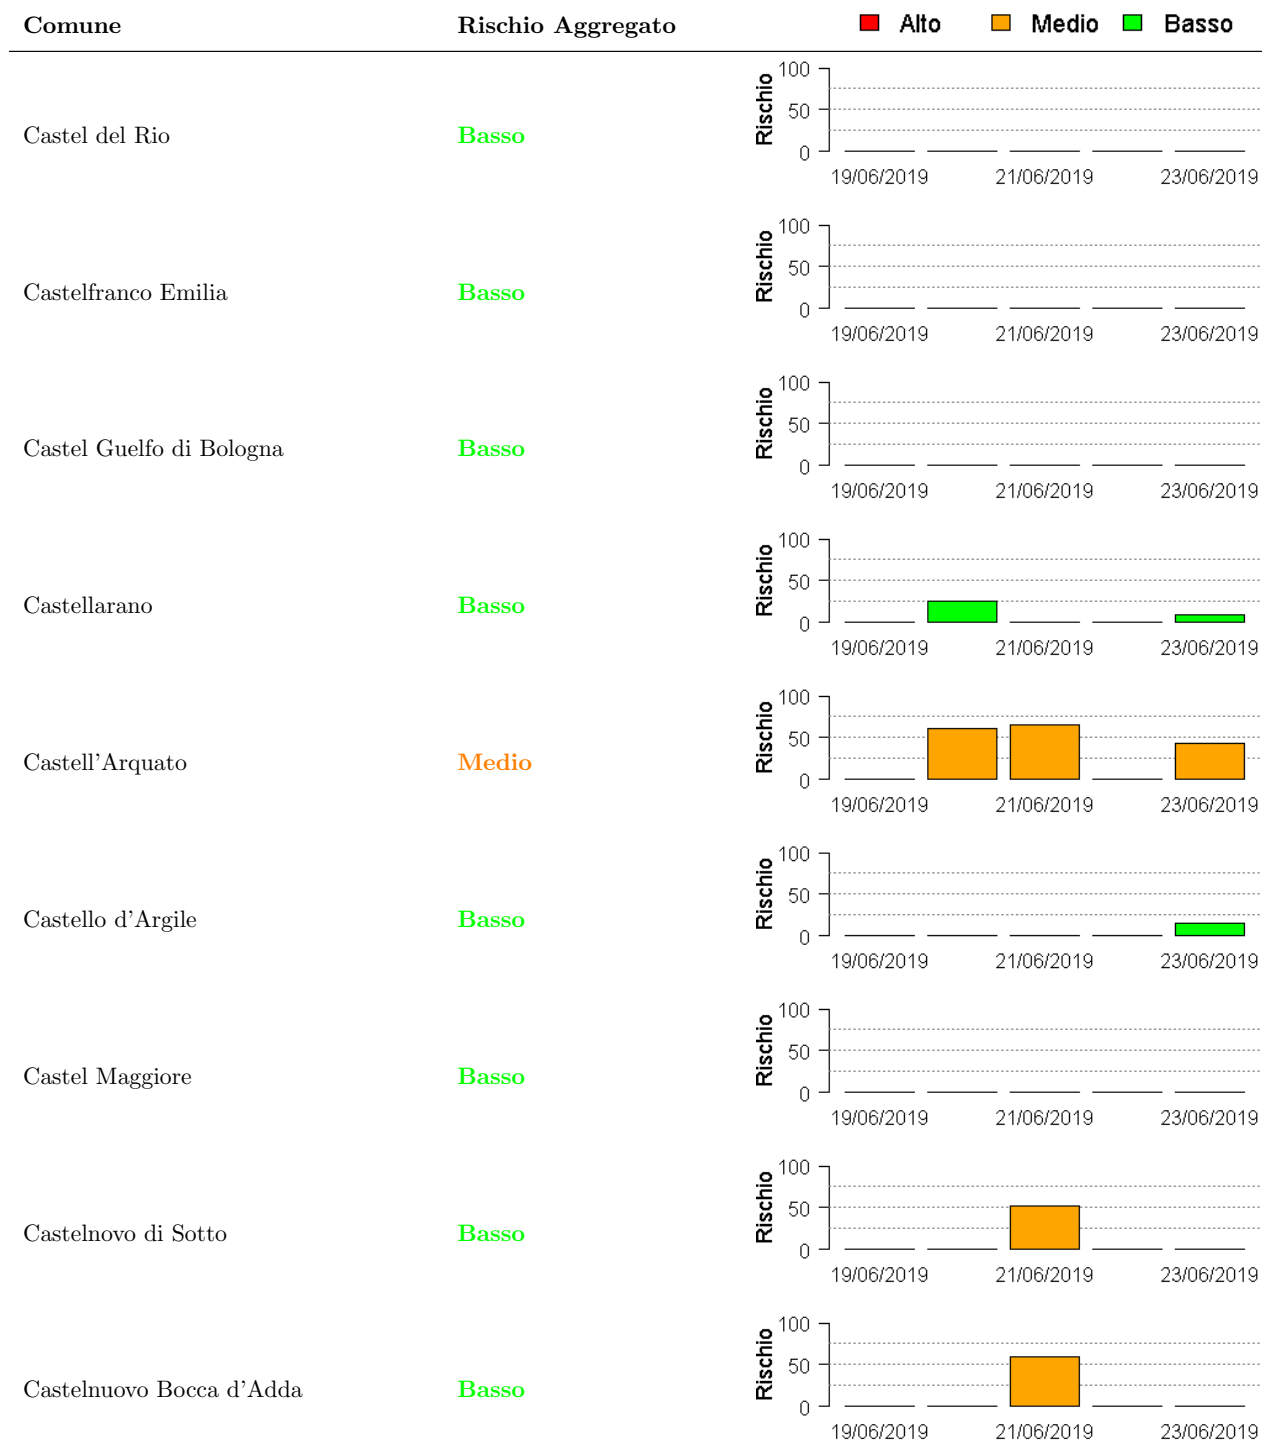 Comune Rischio Aggregato Alto Medio Basso
Castel del Rio Basso Rischio 100 50 0
19/06/2019 21/06/2019 23/06/2019
Castelfranco Emilia Basso Rischio 100 50 0
19/06/2019 21/06/2019 23/06/2019
Castel Guelfo di Bologna Basso Rischio 100 50 0
19/06/2019 21/06/2019 23/06/2019
Castellarano Basso Rischio 100 50 0
19/06/2019 21/06/2019 23/06/2019
Castell'Arquato Medio Rischio 100 50 0
19/06/2019 21/06/2019 23/06/2019
Castello d'Argile Basso Rischio 100 50 0
19/06/2019 21/06/2019 23/06/2019
Castel Maggiore Basso Rischio 100 50 0
19/06/2019 21/06/2019 23/06/2019
Castelnovo di Sotto Basso Rischio 100 50 0
19/06/2019 21/06/2019 23/06/2019
Castelnuovo Bocca d'Adda Basso Rischio 100 50 0
19/06/2019 21/06/2019 23/06/2019